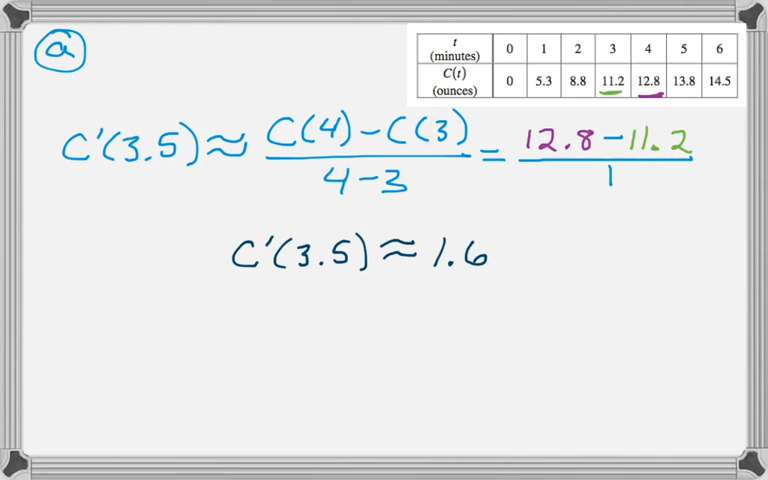 a
t (minutes) 0 1 2 3 4 5 6
C(t) (ounces) 0 5.3 8.8 11.2 12.8 13.8 14.5
C'(3.5) ≈ C(4) - C(3) / 4 - 3 = 12.8 - 11.2 / 1
C'(3.5) ≈ 1.6